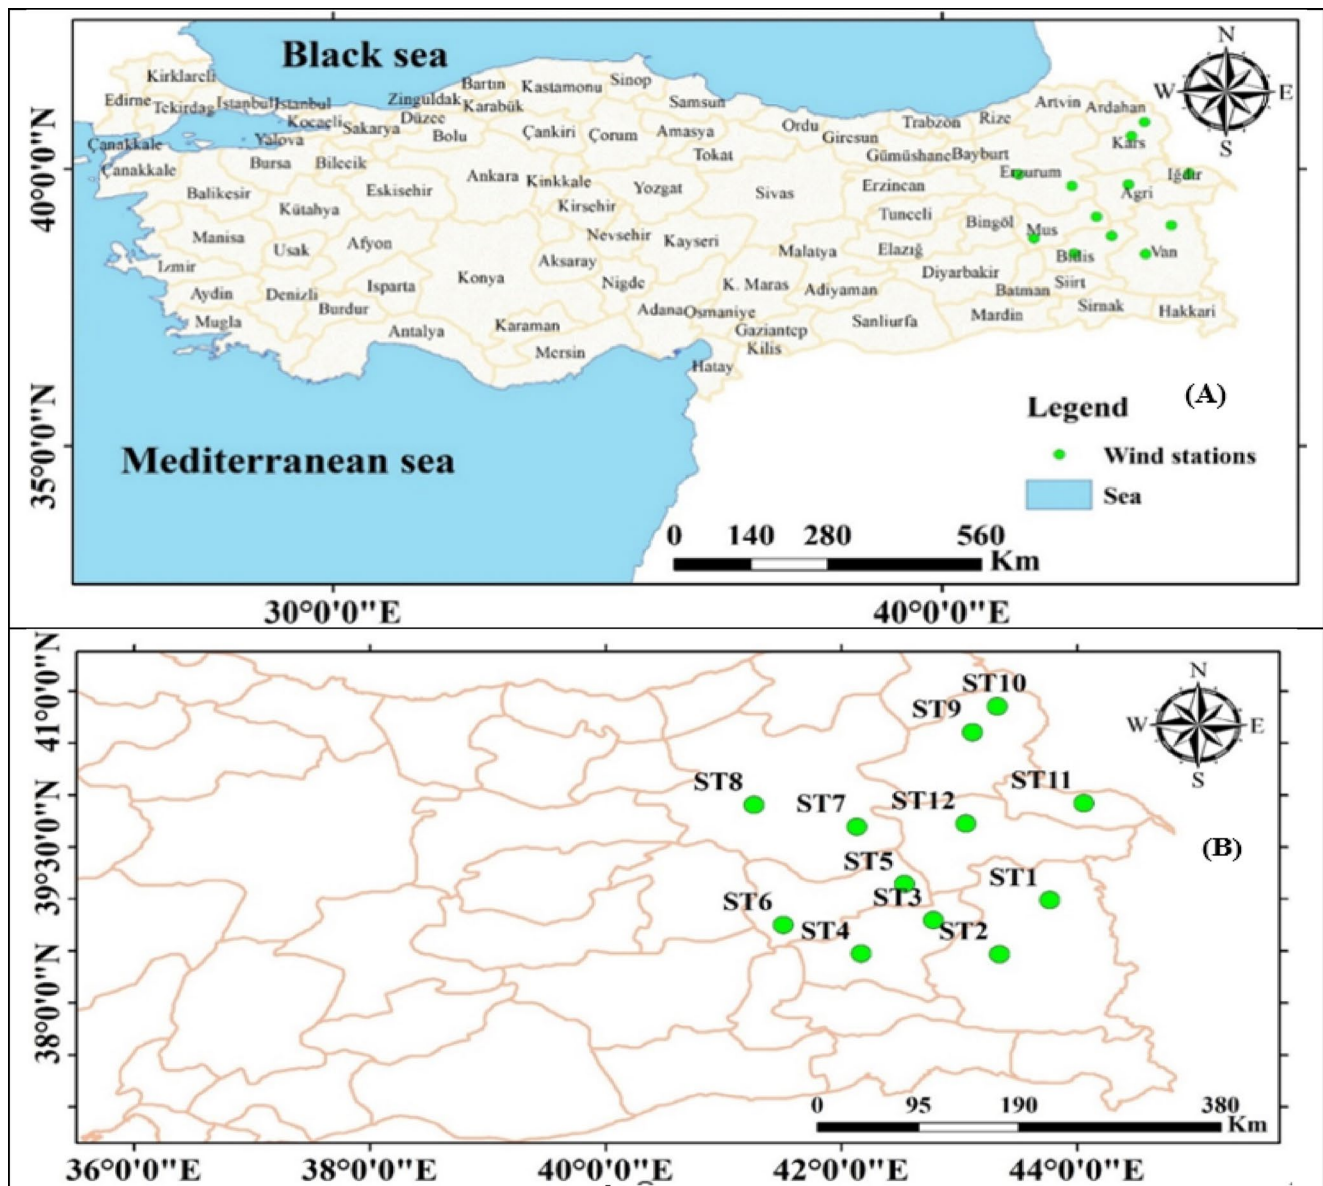 Black sea
N
W E
S
Kirklareli
Edirne
Tekirdag
Istanbul
Istanbul
Kocaeli
Yalova
Sakarya
Düzce
Zinguldak
Bartın
Karabük
Kastamonu
Sinop
Samsun
Ordu
Giresun
Trabzon
Rize
Artvin
Ardahan
Kars
Çanakkale
Çanakkale
Bursa
Bilecik
Bolu
Çankiri
Çorum
Amasya
Tokat
Gümüshane
Bayburt
Erzurum
Iğdir
Agri
Balikesir
Kütahya
Eskisehir
Ankara
Kinkkale
Kirsehir
Yozgat
Sivas
Erzincan
Tunceli
Bingöl
Mus
Manisa
Usak
Afyon
Nevsehir
Kayseri
Malatya
Elazığ
Bitlis
Van
Izmir
Aydin
Denizli
Isparta
Burdur
Konya
Aksaray
Nigde
K. Maras
Adiyaman
Diyarbakir
Batman
Siirt
Sirnak
Hakkari
Mugla
Antalya
Karaman
Mersin
Adana
Osmaniye
Gaziantep
Kilis
Sanliurfa
Mardin
Hatay
40°0'0"N
35°0'0"N
Mediterranean sea
(A)
Legend
Wind stations
Sea
0 140 280 560
Km
30°0'0"E 40°0'0"E
41°0'0"N
39°30'0"N
38°0'0"N
N
W E
S
ST10
ST9
ST8
ST7
ST12
ST11
ST5
ST3
ST1
ST6
ST4
ST2
(B)
0 95 190 380
Km
36°0'0"E 38°0'0"E 40°0'0"E 42°0'0"E 44°0'0"E